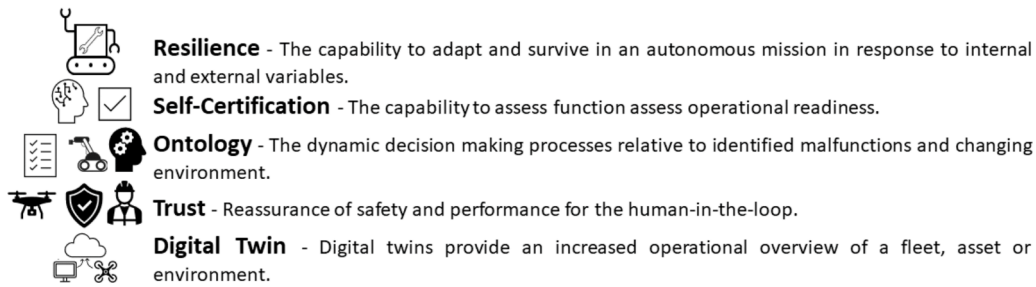 Resilience - The capability to adapt and survive in an autonomous mission in response to internal
and external variables.
Self-Certification - The capability to assess function assess operational readiness.
Ontology - The dynamic decision making processes relative to identified malfunctions and changing
environment.
Trust - Reassurance of safety and performance for the human-in-the-loop.
Digital Twin - Digital twins provide an increased operational overview of a fleet, asset or
environment.